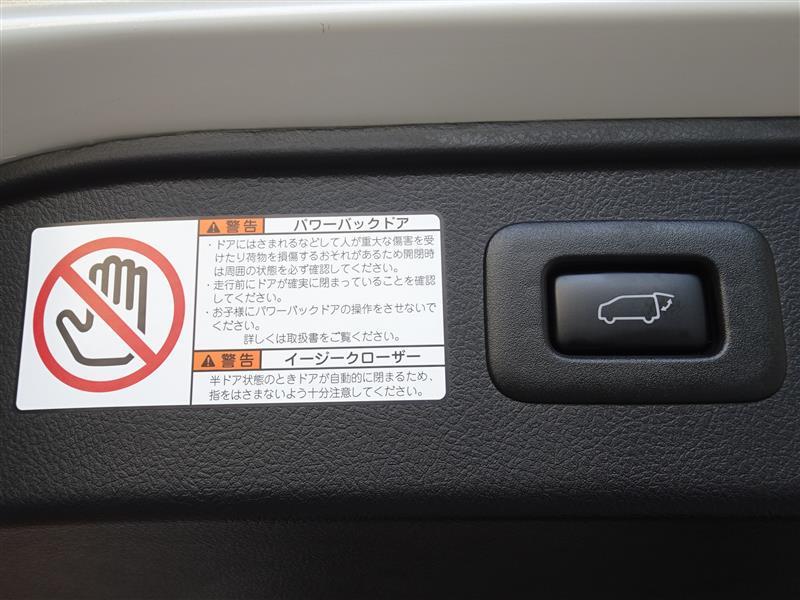 警告 パワーバックドア
・ドアにはさまれるなどして人が重大な傷害を受
けたり荷物を損傷するおそれがあるため開閉時
は周囲の状態を必ず確認してください。
・走行前にドアが確実に閉まっていることを確認
してください。
・お子様にパワーバックドアの操作をさせないで
ください。
詳しくは取扱書をご覧ください。
警告 イージークローザー
半ドア状態のときドアが自動的に閉まるため、
指をはさまないよう十分注意してください。